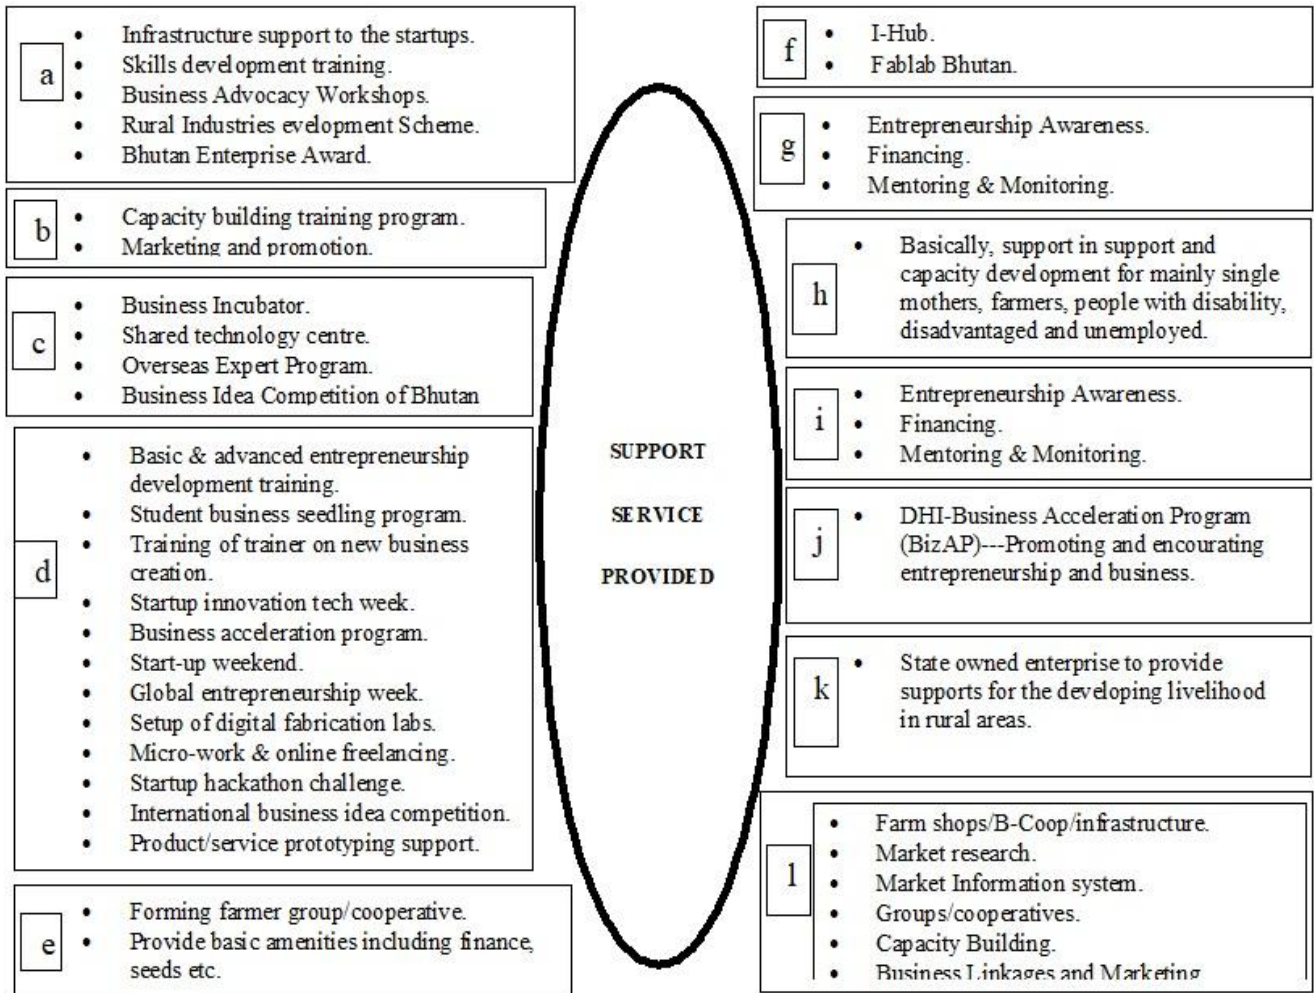 a
• Infrastructure support to the startups.
• Skills development training.
• Business Advocacy Workshops.
• Rural Industries evelopment Scheme.
• Bhutan Enterprise Award.
b
• Capacity building training program.
• Marketing and promotion.
c
• Business Incubator.
• Shared technology centre.
• Overseas Expert Program.
• Business Idea Competition of Bhutan
d
• Basic & advanced entrepreneurship
development training.
• Student business seedling program.
• Training of trainer on new business
creation.
• Startup innovation tech week.
• Business acceleration program.
• Start-up weekend.
• Global entrepreneurship week.
• Setup of digital fabrication labs.
• Micro-work & online freelancing.
• Startup hackathon challenge.
• International business idea competition.
• Product/service prototyping support.
e
• Forming farmer group/cooperative.
• Provide basic amenities including finance,
seeds etc.
SUPPORT
SERVICE
PROVIDED
f
• I-Hub.
• Fablab Bhutan.
g
• Entrepreneurship Awareness.
• Financing.
• Mentoring & Monitoring.
h
• Basically, support in support and
capacity development for mainly single
mothers, farmers, people with disability,
disadvantaged and unemployed.
i
• Entrepreneurship Awareness.
• Financing.
• Mentoring & Monitoring.
j
• DHI-Business Acceleration Program
(BizAP)---Promoting and encourating
entrepreneurship and business.
k
• State owned enterprise to provide
supports for the developing livelihood
in rural areas.
l
• Farm shops/B-Coop/infrastructure.
• Market research.
• Market Information system.
• Groups/cooperatives.
• Capacity Building.
• Business Linkages and Marketing